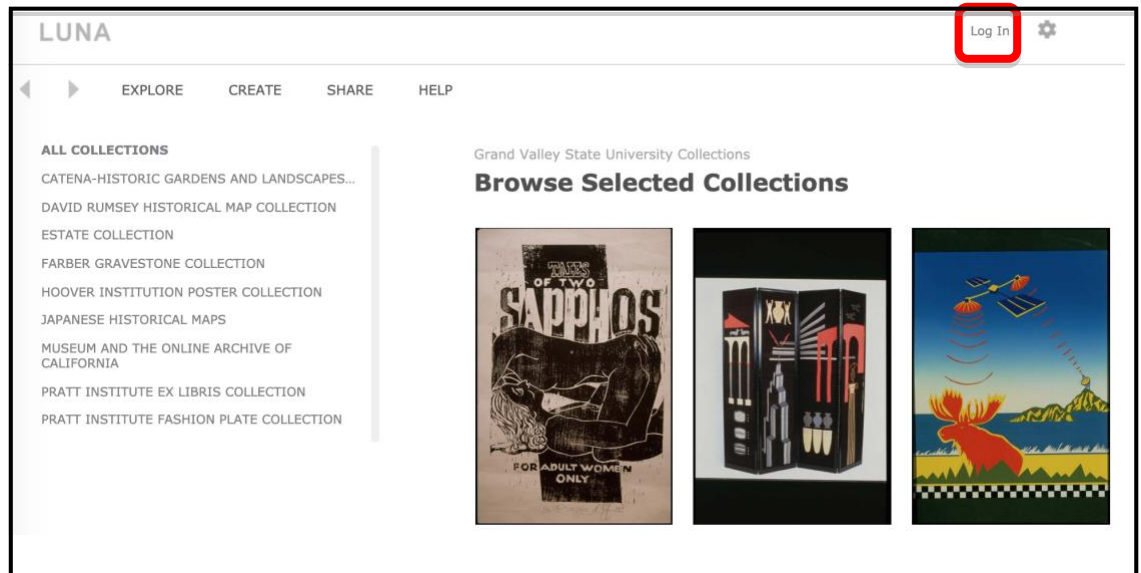 LUNA
Log In
EXPLORE CREATE SHARE HELP
ALL COLLECTIONS
CATENA-HISTORIC GARDENS AND LANDSCAPES...
DAVID RUMSEY HISTORICAL MAP COLLECTION
ESTATE COLLECTION
FARBER GRAVESTONE COLLECTION
HOOVER INSTITUTION POSTER COLLECTION
JAPANESE HISTORICAL MAPS
MUSEUM AND THE ONLINE ARCHIVE OF
CALIFORNIA
PRATT INSTITUTE EX LIBRIS COLLECTION
PRATT INSTITUTE FASHION PLATE COLLECTION
Grand Valley State University Collections
Browse Selected Collections
TALES
OF TWO
SAPPHOS
FOR ADULT WOMEN
ONLY